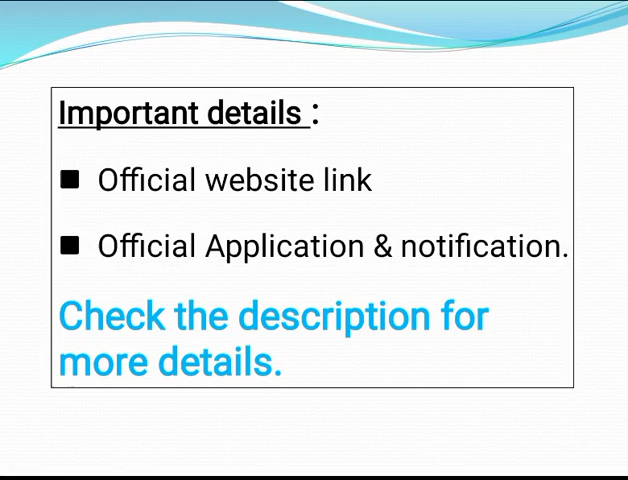 Important details :
■ Official website link
■ Official Application & notification.
Check the description for
more details.